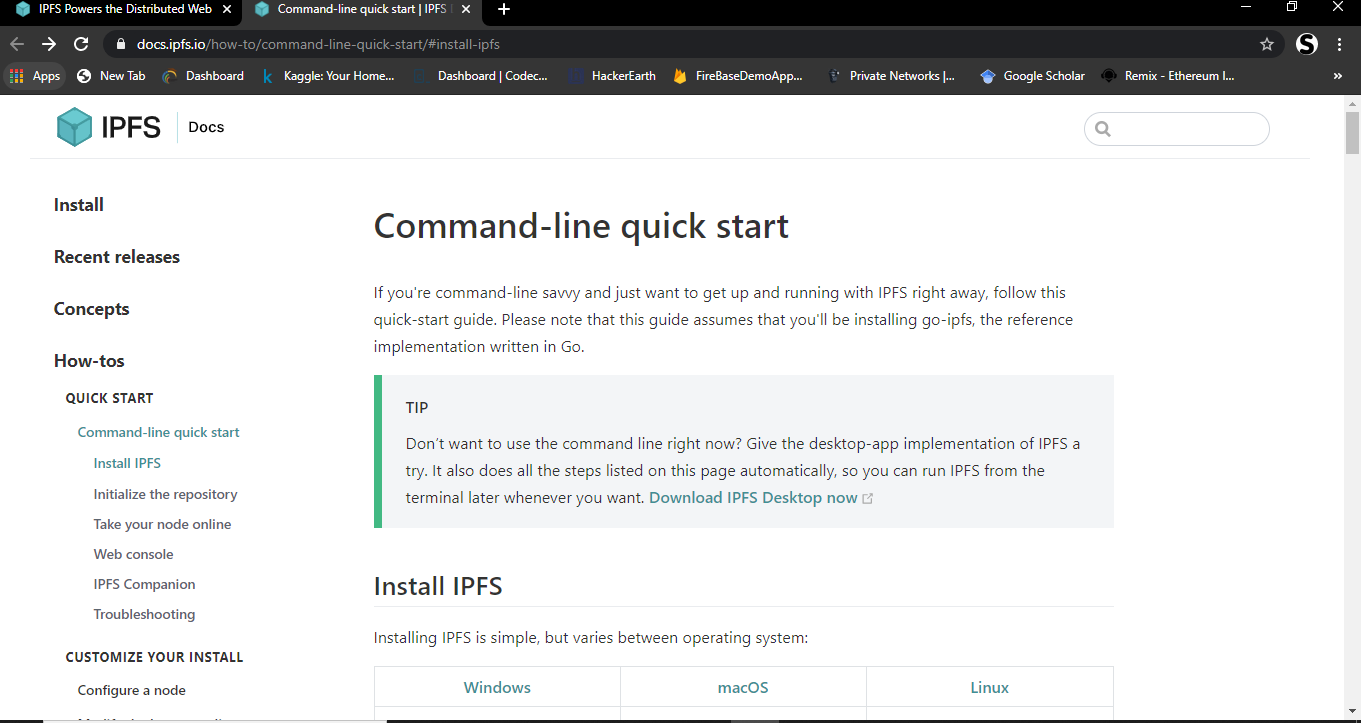 IPFS Powers the Distributed Web
Command-line quick start | IPFS
docs.ipfs.io/how-to/command-line-quick-start/#install-ipfs
Apps
New Tab
Dashboard
Kaggle: Your Home...
Dashboard | Codec...
HackerEarth
FireBaseDemoApp...
Private Networks |...
Google Scholar
Remix - Ethereum I...
»
IPFS
Docs
Install
Recent releases
Concepts
How-tos
QUICK START
Command-line quick start
Install IPFS
Initialize the repository
Take your node online
Web console
IPFS Companion
Troubleshooting
CUSTOMIZE YOUR INSTALL
Configure a node
Command-line quick start
If you're command-line savvy and just want to get up and running with IPFS right away, follow this
quick-start guide. Please note that this guide assumes that you'll be installing go-ipfs, the reference
implementation written in Go.
TIP
Don't want to use the command line right now? Give the desktop-app implementation of IPFS a
try. It also does all the steps listed on this page automatically, so you can run IPFS from the
terminal later whenever you want. Download IPFS Desktop now
Install IPFS
Installing IPFS is simple, but varies between operating system:
Windows
macOS
Linux